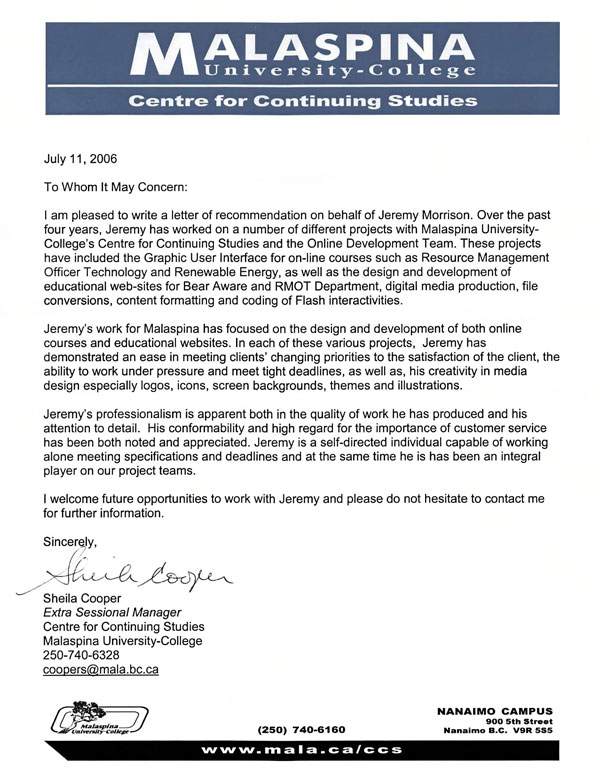 MALASPINA
University-College
Centre for Continuing Studies
July 11, 2006
To Whom It May Concern:
I am pleased to write a letter of recommendation on behalf of Jeremy Morrison. Over the past
four years, Jeremy has worked on a number of different projects with Malaspina University-
College's Centre for Continuing Studies and the Online Development Team. These projects
have included the Graphic User Interface for on-line courses such as Resource Management
Officer Technology and Renewable Energy, as well as the design and development of
educational web-sites for Bear Aware and RMOT Department, digital media production, file
conversions, content formatting and coding of Flash interactivities.
Jeremy's work for Malaspina has focused on the design and development of both online
courses and educational websites. In each of these various projects, Jeremy has
demonstrated an ease in meeting clients' changing priorities to the satisfaction of the client, the
ability to work under pressure and meet tight deadlines, as well as, his creativity in media
design especially logos, icons, screen backgrounds, themes and illustrations.
Jeremy's professionalism is apparent both in the quality of work he has produced and his
attention to detail. His conformability and high regard for the importance of customer service
has been both noted and appreciated. Jeremy is a self-directed individual capable of working
alone meeting specifications and deadlines and at the same time he is has been an integral
player on our project teams.
I welcome future opportunities to work with Jeremy and please do not hesitate to contact me
for further information.
Sincerely,
Sheila Cooper
Sheila Cooper
Extra Sessional Manager
Centre for Continuing Studies
Malaspina University-College
250-740-6328
coopers@mala.bc.ca
Malaspina
University-College
(250) 740-6160
NANAIMO CAMPUS
900 5th Street
Nanaimo B.C. V9R 5S5
www.mala.ca/ccs